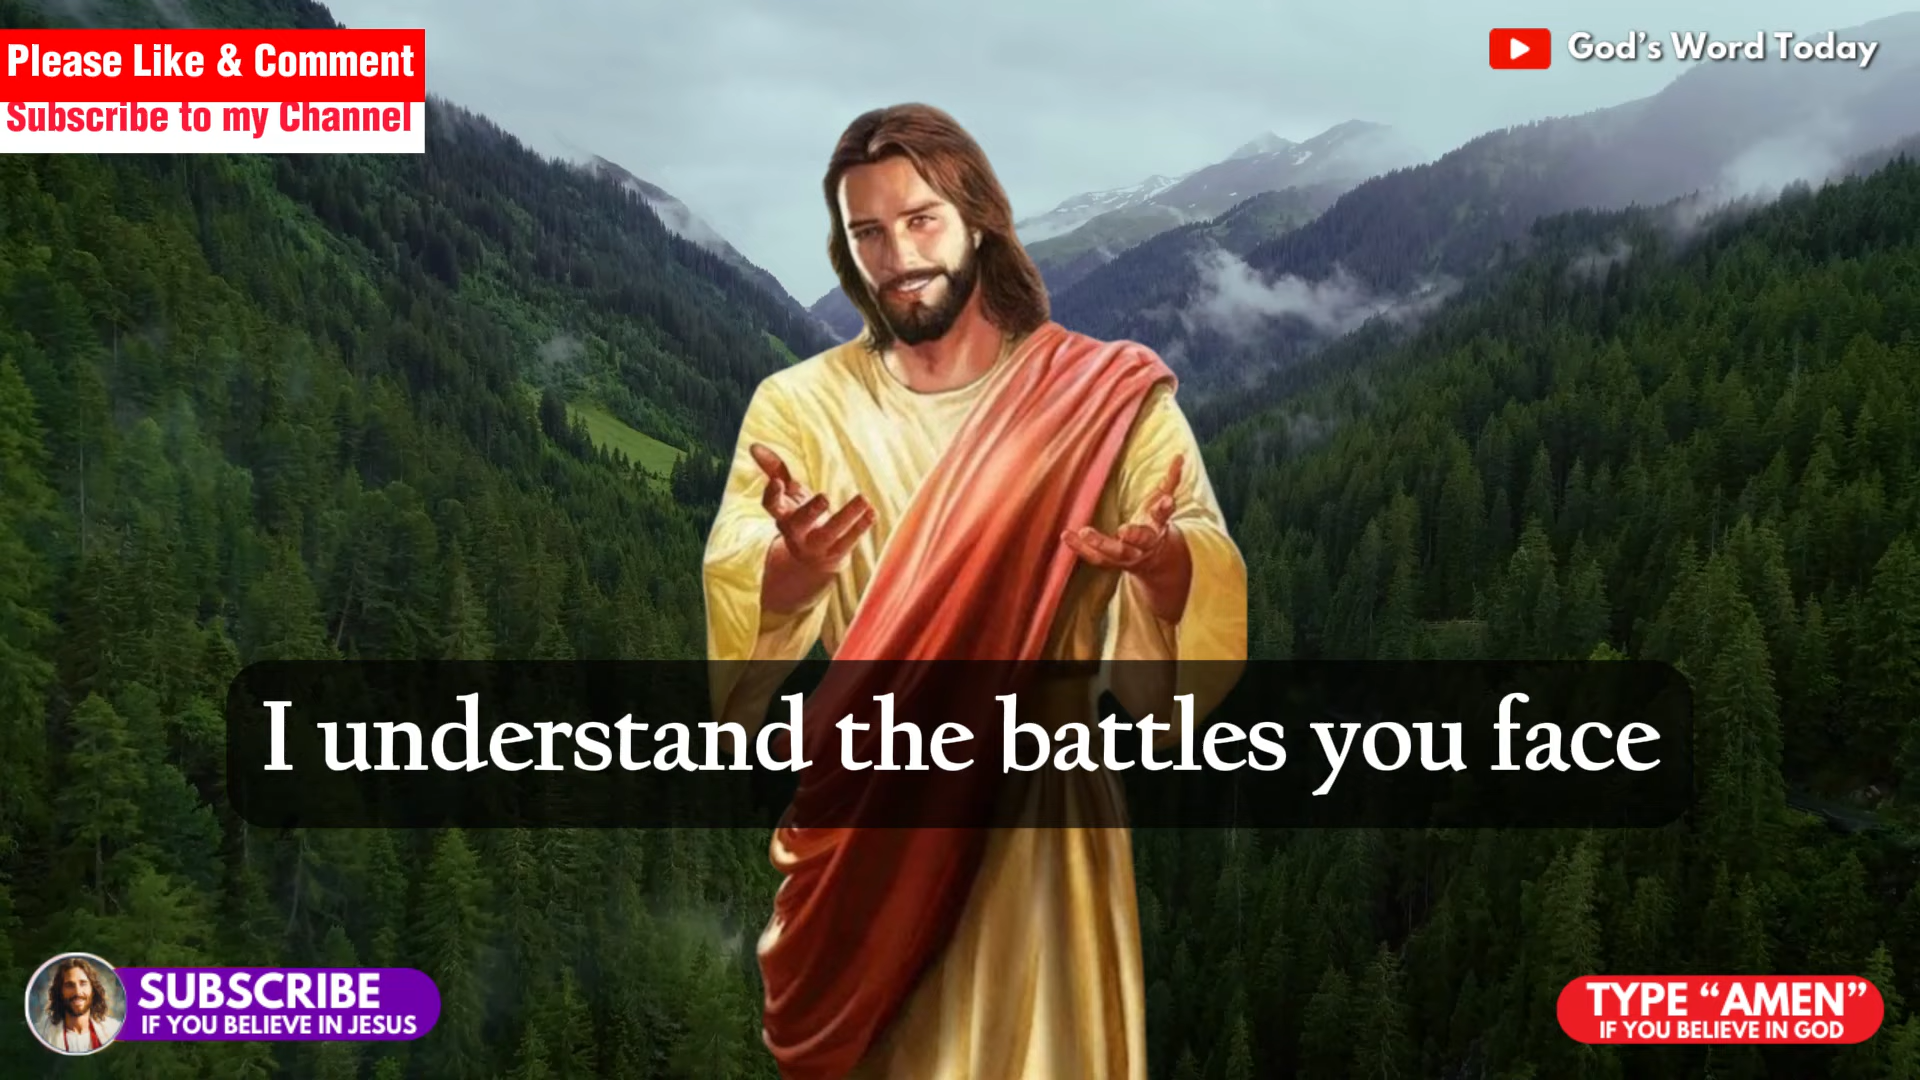 Please Like & Comment
Subscribe to my Channel
God's Word Today
I understand the battles you face
SUBSCRIBE
IF YOU BELIEVE IN JESUS
TYPE “AMEN”
IF YOU BELIEVE IN GOD